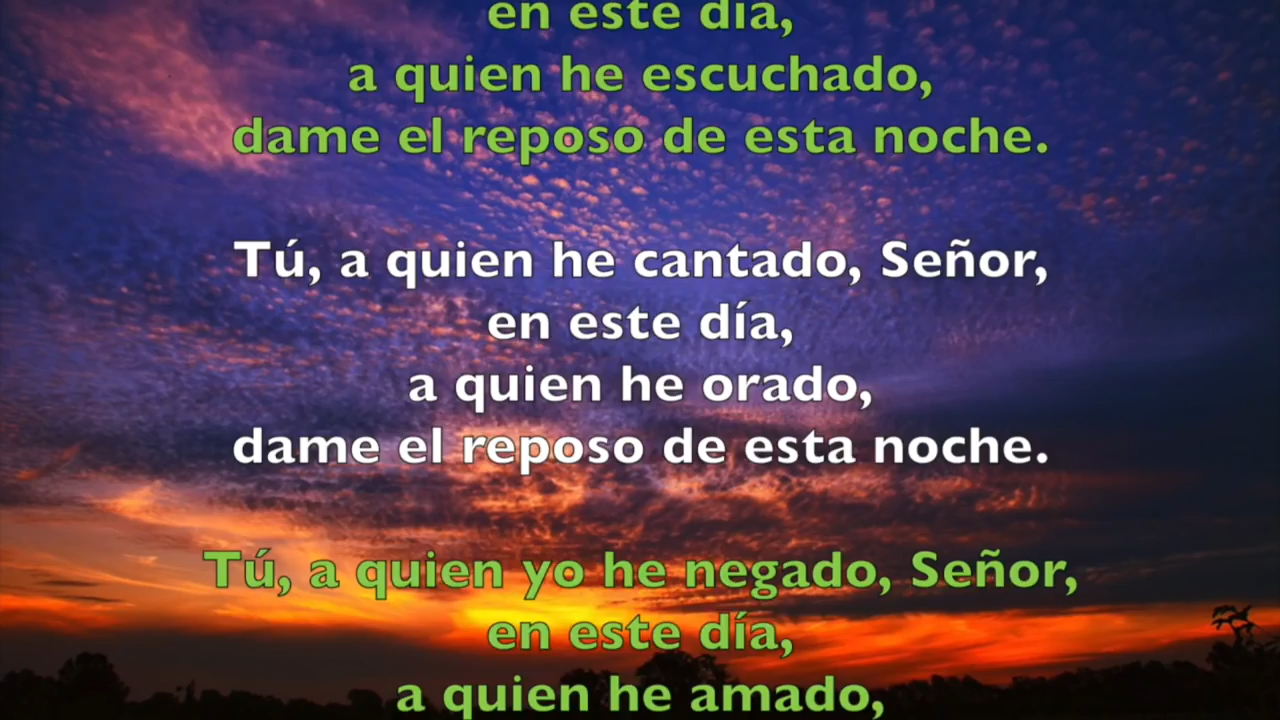 en este día,
a quien he escuchado,
dame el reposo de esta noche.
Tú, a quien he cantado, Señor,
en este día,
a quien he orado,
dame el reposo de esta noche.
Tú, a quien yo he negado, Señor,
en este día,
a quien he amado,